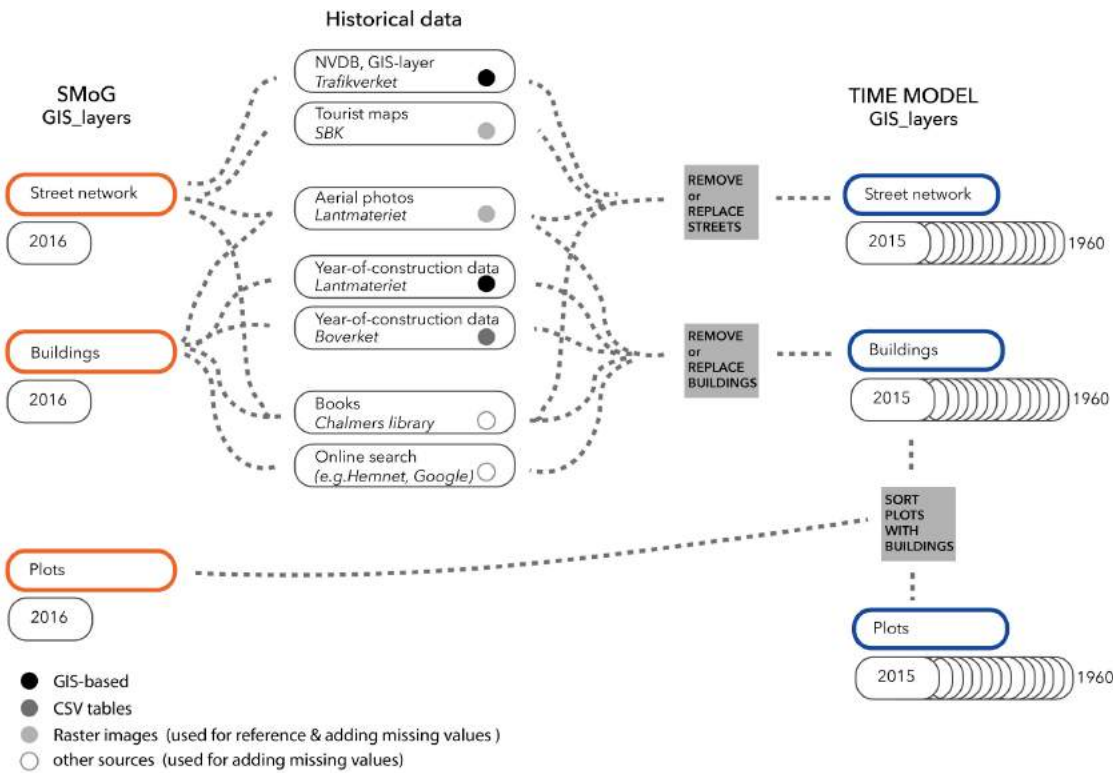 Historical data
SMoG
GIS_layers
TIME MODEL
GIS_layers
NVDB, GIS-layer
Trafikverket
Tourist maps
SBK
Aerial photos
Lantmateriet
Year-of-construction data
Lantmateriet
Year-of-construction data
Boverket
Books
Chalmers library
Online search
(e.g.Hemnet, Google)
Street network
2016
Buildings
2016
Plots
2016
REMOVE
or
REPLACE
STREETS
REMOVE
or
REPLACE
BUILDINGS
SORT
PLOTS
WITH
BUILDINGS
Street network
2015
1960
Buildings
2015
1960
Plots
2015
1960
GIS-based
CSV tables
Raster images (used for reference & adding missing values )
other sources (used for adding missing values)